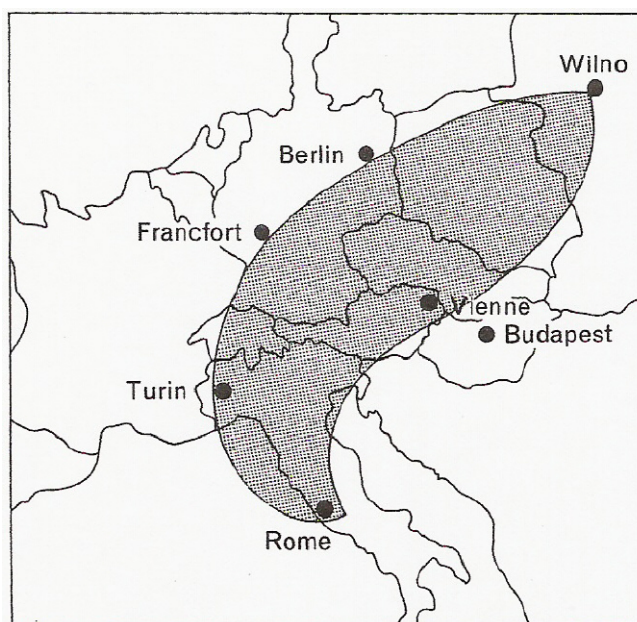 Wilno
Berlin
Francfort
Vienne
Budapest
Turin
Rome